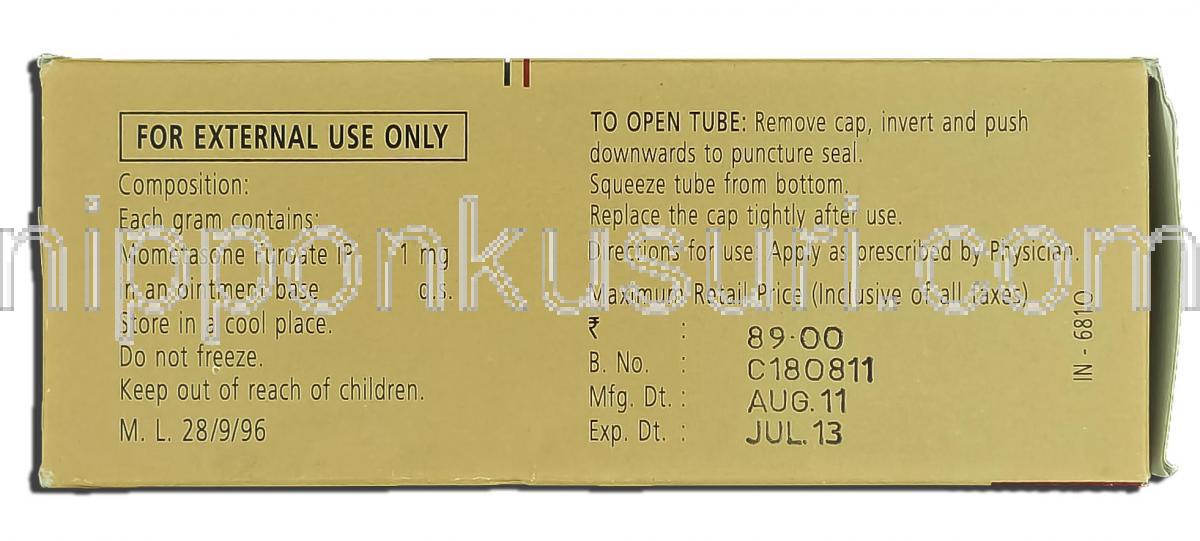 FOR EXTERNAL USE ONLY
Composition:
Each gram contains:
Mometasone Furoate IP 1 mg
in an ointment base q.s.
Store in a cool place.
Do not freeze.
Keep out of reach of children.
M. L. 28/9/96
TO OPEN TUBE: Remove cap, invert and push
downwards to puncture seal.
Squeeze tube from bottom.
Replace the cap tightly after use.
Directions for use: Apply as prescribed by Physician.
Maximum Retail Price (Inclusive of all Taxes)
₹ : 89.00
B. No. : C180811
Mfg. Dt. : AUG.11
Exp. Dt. : JUL.13
IN - 6810
nipponkusuri.com